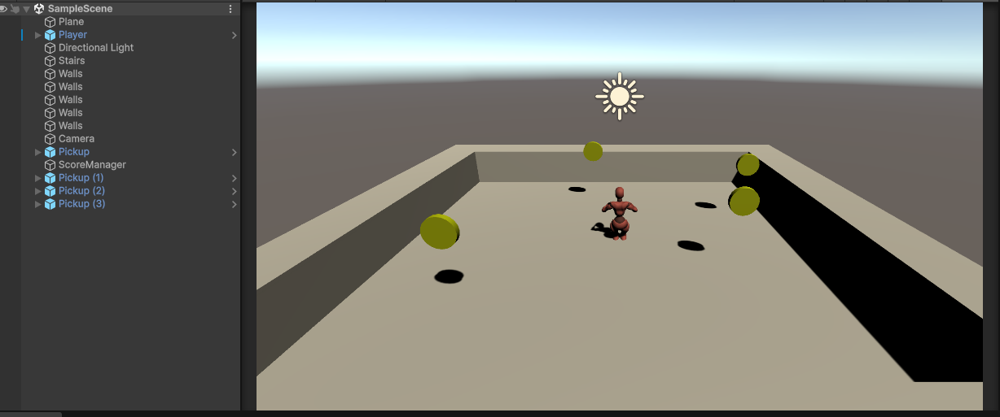 SampleScene
Plane
Player
Directional Light
Stairs
Walls
Walls
Walls
Walls
Walls
Camera
Pickup
ScoreManager
Pickup (1)
Pickup (2)
Pickup (3)